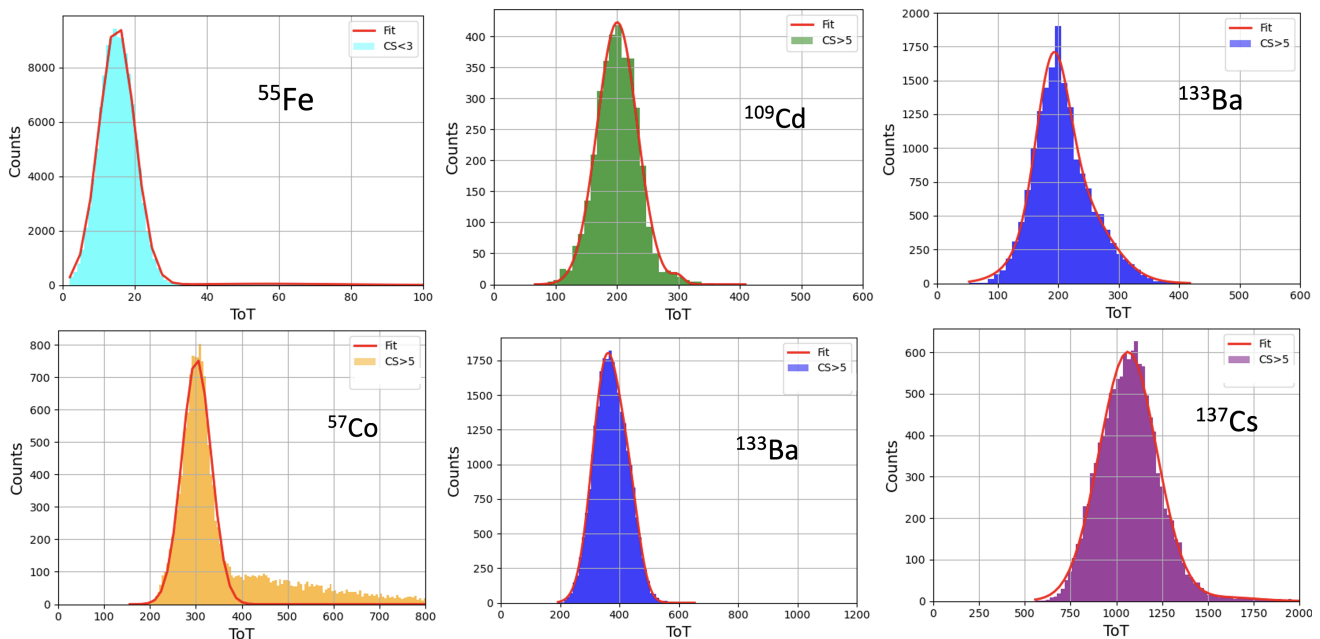 Fit
CS<3
⁵⁵Fe
8000
6000
4000
2000
0
Counts
0 20 40 60 80 100
ToT
Fit
CS>5
¹⁰⁹Cd
400
350
300
250
200
150
100
50
0
Counts
0 100 200 300 400 500 600
ToT
Fit
CS>5
¹³³Ba
2000
1750
1500
1250
1000
750
500
250
0
Counts
0 100 200 300 400 500 600
ToT
Fit
CS>5
⁵⁷Co
800
700
600
500
400
300
200
100
0
Counts
0 100 200 300 400 500 600 700 800
ToT
Fit
CS>5
¹³³Ba
1750
1500
1250
1000
750
500
250
0
Counts
0 200 400 600 800 1000 1200
ToT
Fit
CS>5
¹³⁷Cs
600
500
400
300
200
100
0
Counts
0 250 500 750 1000 1250 1500 1750 2000
ToT